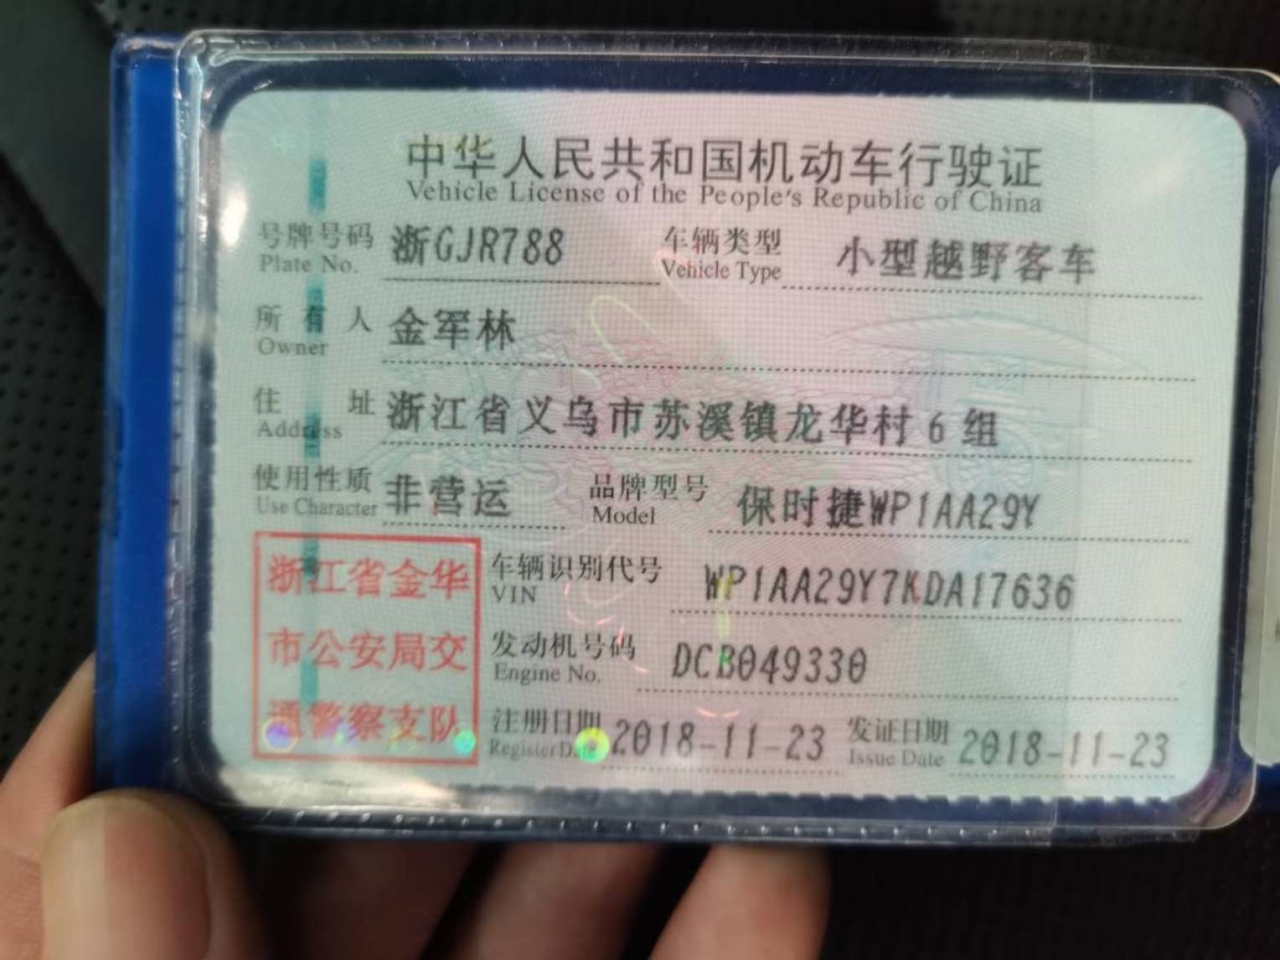 中华人民共和国机动车行驶证
Vehicle License of the People's Republic of China
号牌号码 浙GJR788 车辆类型 小型越野客车
Plate No. Vehicle Type
所有人 金军林
Owner
住址 浙江省义乌市苏溪镇龙华村6组
Address
使用性质 非营运 品牌型号 保时捷WP1AA29Y
Use Character Model
浙江省金华
市公安局交
通警察支队
车辆识别代号 WP1AA29Y7KDA17636
VIN
发动机号码 DCB049330
Engine No.
注册日期 2018-11-23 发证日期 2018-11-23
Register Date Issue Date